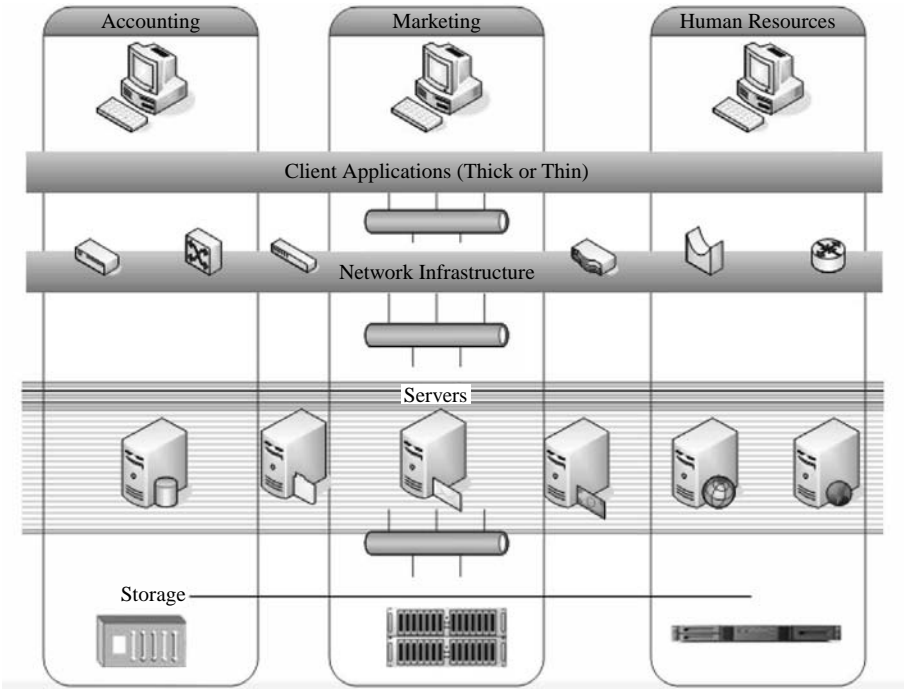 Accounting
Marketing
Human Resources
Client Applications (Thick or Thin)
Network Infrastructure
Servers
Storage